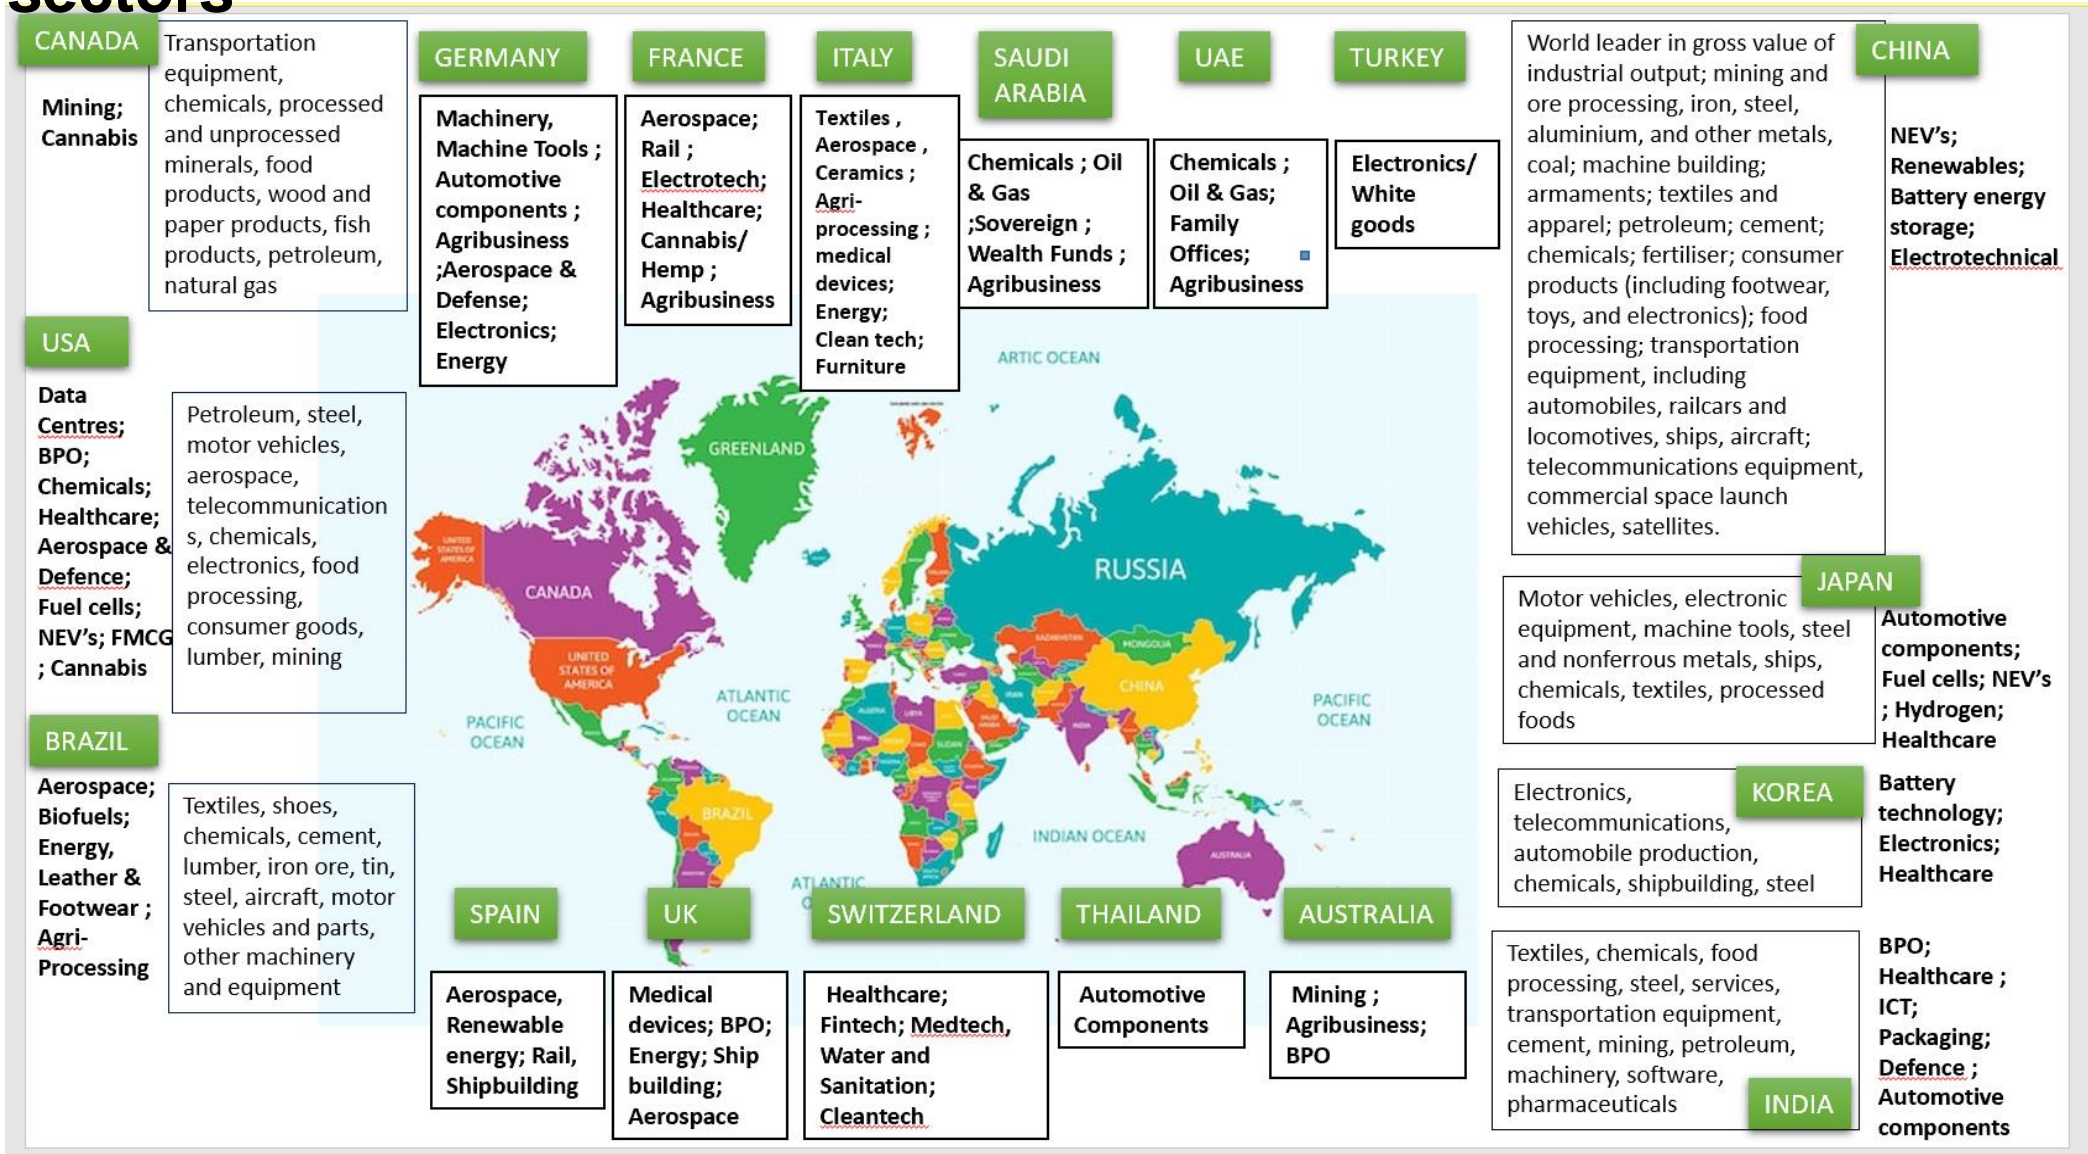 sectors
CANADA
Mining;
Cannabis
Transportation
equipment,
chemicals, processed
and unprocessed
minerals, food
products, wood and
paper products, fish
products, petroleum,
natural gas
GERMANY
Machinery,
Machine Tools ;
Automotive
components ;
Agribusiness
;Aerospace &
Defense;
Electronics;
Energy
FRANCE
Aerospace;
Rail ;
Electrotech;
Healthcare;
Cannabis/
Hemp ;
Agribusiness
ITALY
Textiles ,
Aerospace ,
Ceramics ;
Agri-
processing ;
medical
devices;
Energy;
Clean tech;
Furniture
SAUDI
ARABIA
Chemicals ; Oil
& Gas
;Sovereign ;
Wealth Funds ;
Agribusiness
UAE
Chemicals ;
Oil & Gas;
Family
Offices;
Agribusiness
TURKEY
Electronics/
White
goods
World leader in gross value of
industrial output; mining and
ore processing, iron, steel,
aluminium, and other metals,
coal; machine building;
armaments; textiles and
apparel; petroleum; cement;
chemicals; fertiliser; consumer
products (including footwear,
toys, and electronics); food
processing; transportation
equipment, including
automobiles, railcars and
locomotives, ships, aircraft;
telecommunications equipment,
commercial space launch
vehicles, satellites.
CHINA
NEV's;
Renewables;
Battery energy
storage;
Electrotechnical
USA
Data
Centres;
BPO;
Chemicals;
Healthcare;
Aerospace &
Defence;
Fuel cells;
NEV's; FMCG
; Cannabis
Petroleum, steel,
motor vehicles,
aerospace,
telecommunication
s, chemicals,
electronics, food
processing,
consumer goods,
lumber, mining
BRAZIL
Aerospace;
Biofuels;
Energy,
Leather &
Footwear ;
Agri-
Processing
Textiles, shoes,
chemicals, cement,
lumber, iron ore, tin,
steel, aircraft, motor
vehicles and parts,
other machinery
and equipment
ARTIC OCEAN
GREENLAND
UNITED
STATES OF
AMERICA
CANADA
RUSSIA
UNITED
STATES OF
AMERICA
KAZAKHSTAN
MONGOLIA
CHINA
IRAN
ATLANTIC
OCEAN
PACIFIC
OCEAN
PACIFIC
OCEAN
ALGERIA
LIBYA
SAUDI
ARABIA
INDIA
MALI
SUDAN
BRAZIL
INDIAN OCEAN
AUSTRALIA
ATLANTIC
JAPAN
Motor vehicles, electronic
equipment, machine tools, steel
and nonferrous metals, ships,
chemicals, textiles, processed
foods
Automotive
components;
Fuel cells; NEV's
; Hydrogen;
Healthcare
KOREA
Electronics,
telecommunications,
automobile production,
chemicals, shipbuilding, steel
Battery
technology;
Electronics;
Healthcare
SPAIN
Aerospace,
Renewable
energy; Rail,
Shipbuilding
UK
Medical
devices; BPO;
Energy; Ship
building;
Aerospace
SWITZERLAND
Healthcare;
Fintech; Medtech,
Water and
Sanitation;
Cleantech
THAILAND
Automotive
Components
AUSTRALIA
Mining ;
Agribusiness;
BPO
Textiles, chemicals, food
processing, steel, services,
transportation equipment,
cement, mining, petroleum,
machinery, software,
pharmaceuticals
INDIA
BPO;
Healthcare ;
ICT;
Packaging;
Defence ;
Automotive
components